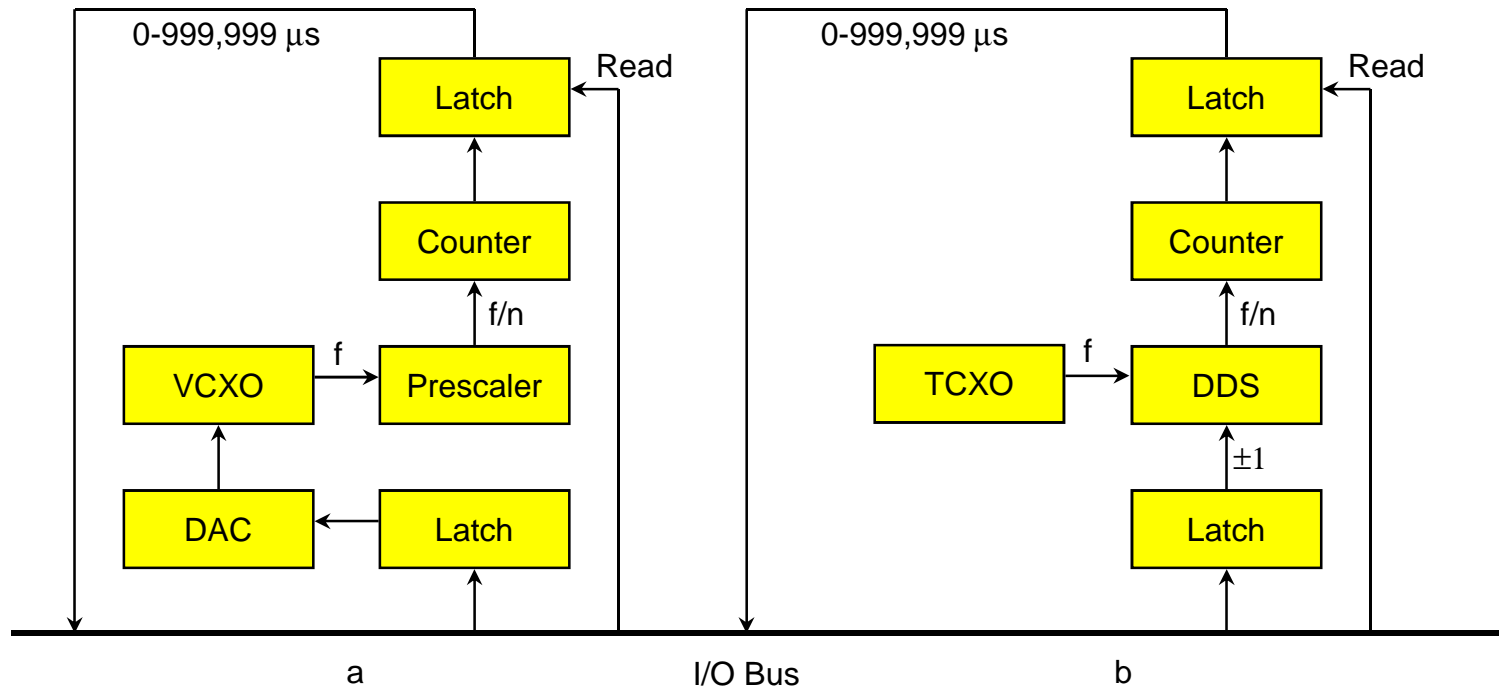 0-999,999 μs
Read
Latch
Counter
f/n
f
VCXO
Prescaler
DAC
Latch
a
I/O Bus
0-999,999 μs
Read
Latch
Counter
f/n
f
TCXO
DDS
±1
Latch
b